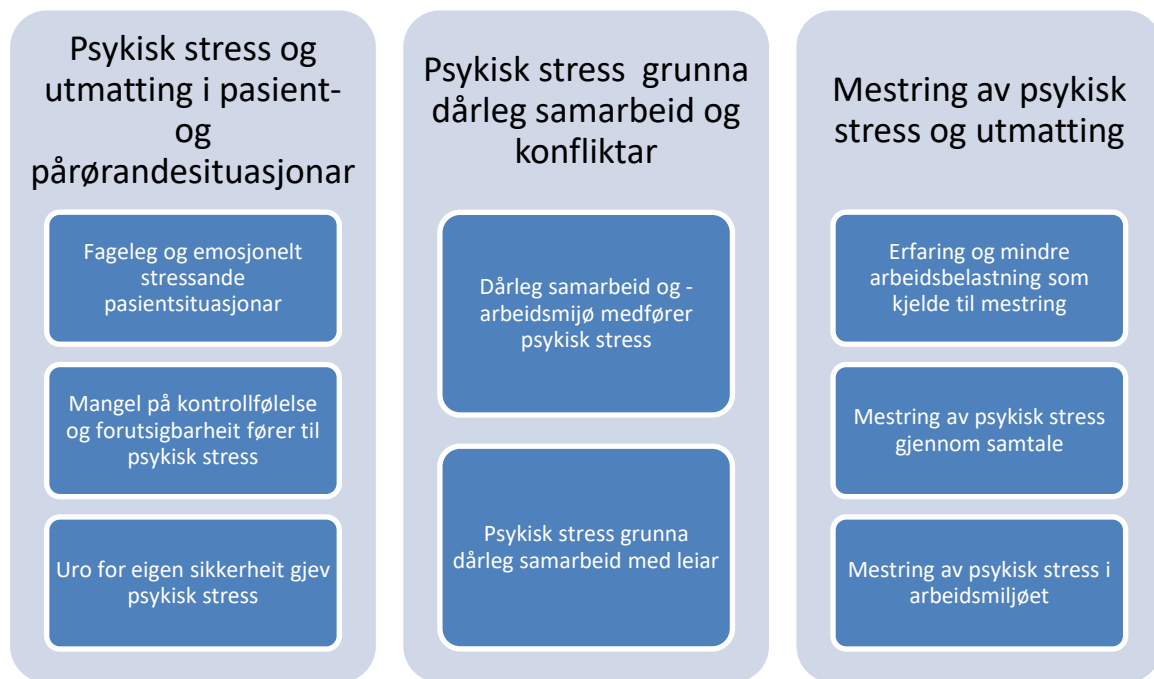 Psykisk stress og
utmatting i pasient-
og
pårørandesituasjonar
Fageleg og emosjonelt
stressande
pasientsituasjonar
Mangel på kontrollfølelse
og forutsigbarheit fører til
psykisk stress
Uro for eigen sikkerheit gjev
psykisk stress
Psykisk stress  grunna
dårleg samarbeid og
konfliktar
Dårleg samarbeid og -
arbeidsmijø medfører
psykisk stress
Psykisk stress grunna
dårleg samarbeid med leiar
Mestring av psykisk
stress og utmatting
Erfaring og mindre
arbeidsbelastning som
kjelde til mestring
Mestring av psykisk stress
gjennom samtale
Mestring av psykisk stress i
arbeidsmiljøet